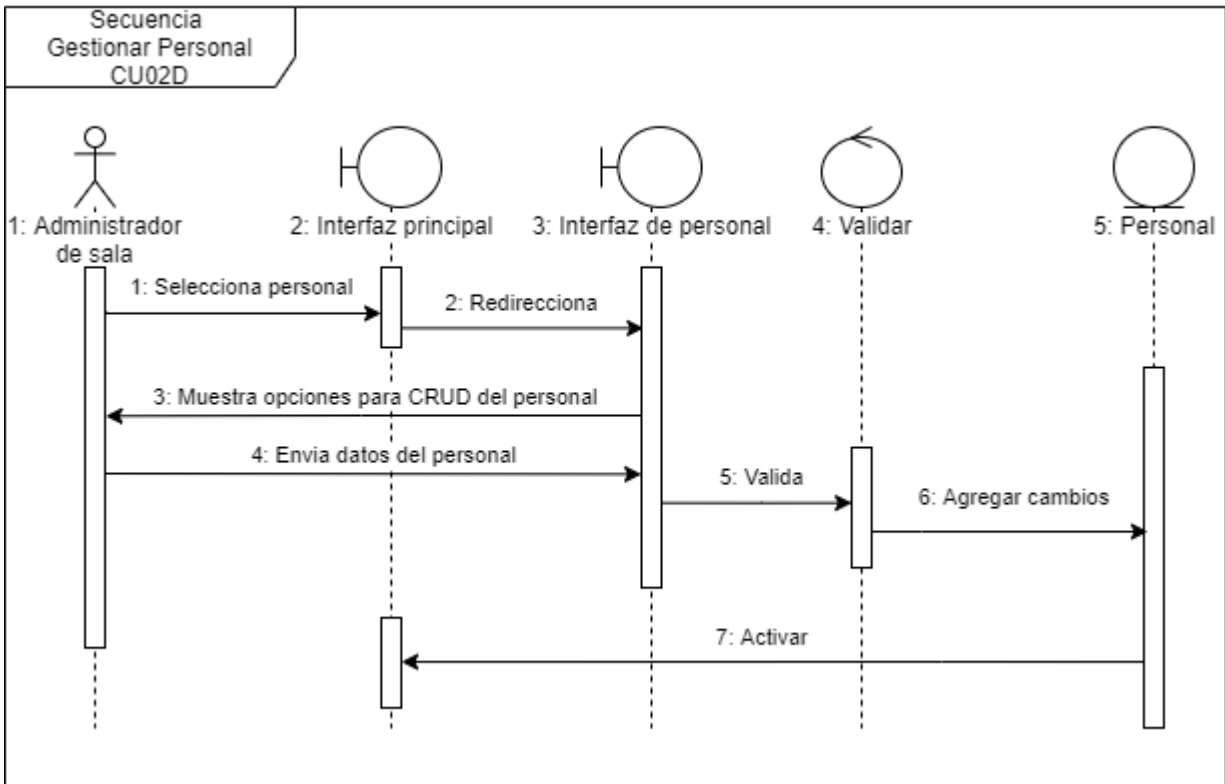 Secuencia
Gestionar Personal
CU02D
1: Administrador
de sala
2: Interfaz principal
3: Interfaz de personal
4: Validar
5: Personal
1: Selecciona personal
2: Redirecciona
3: Muestra opciones para CRUD del personal
4: Envia datos del personal
5: Valida
6: Agregar cambios
7: Activar